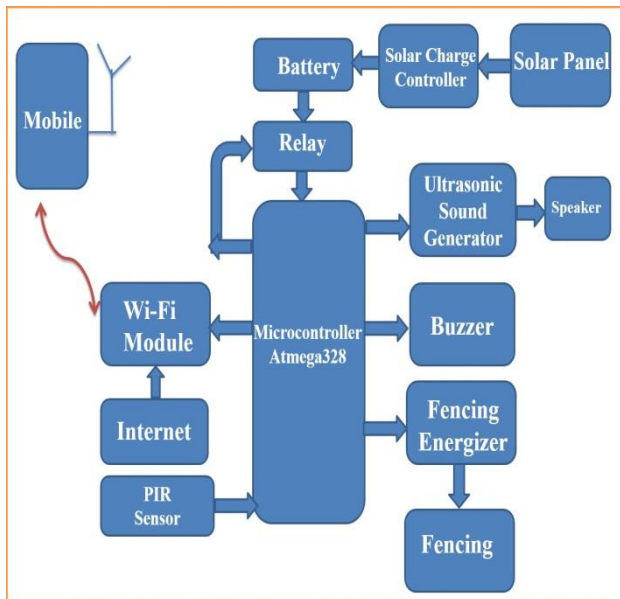 Mobile
Battery
Solar Charge
Controller
Solar Panel
Relay
Ultrasonic
Sound
Generator
Speaker
Wi-Fi
Module
Microcontroller
Atmega328
Buzzer
Internet
Fencing
Energizer
PIR
Sensor
Fencing